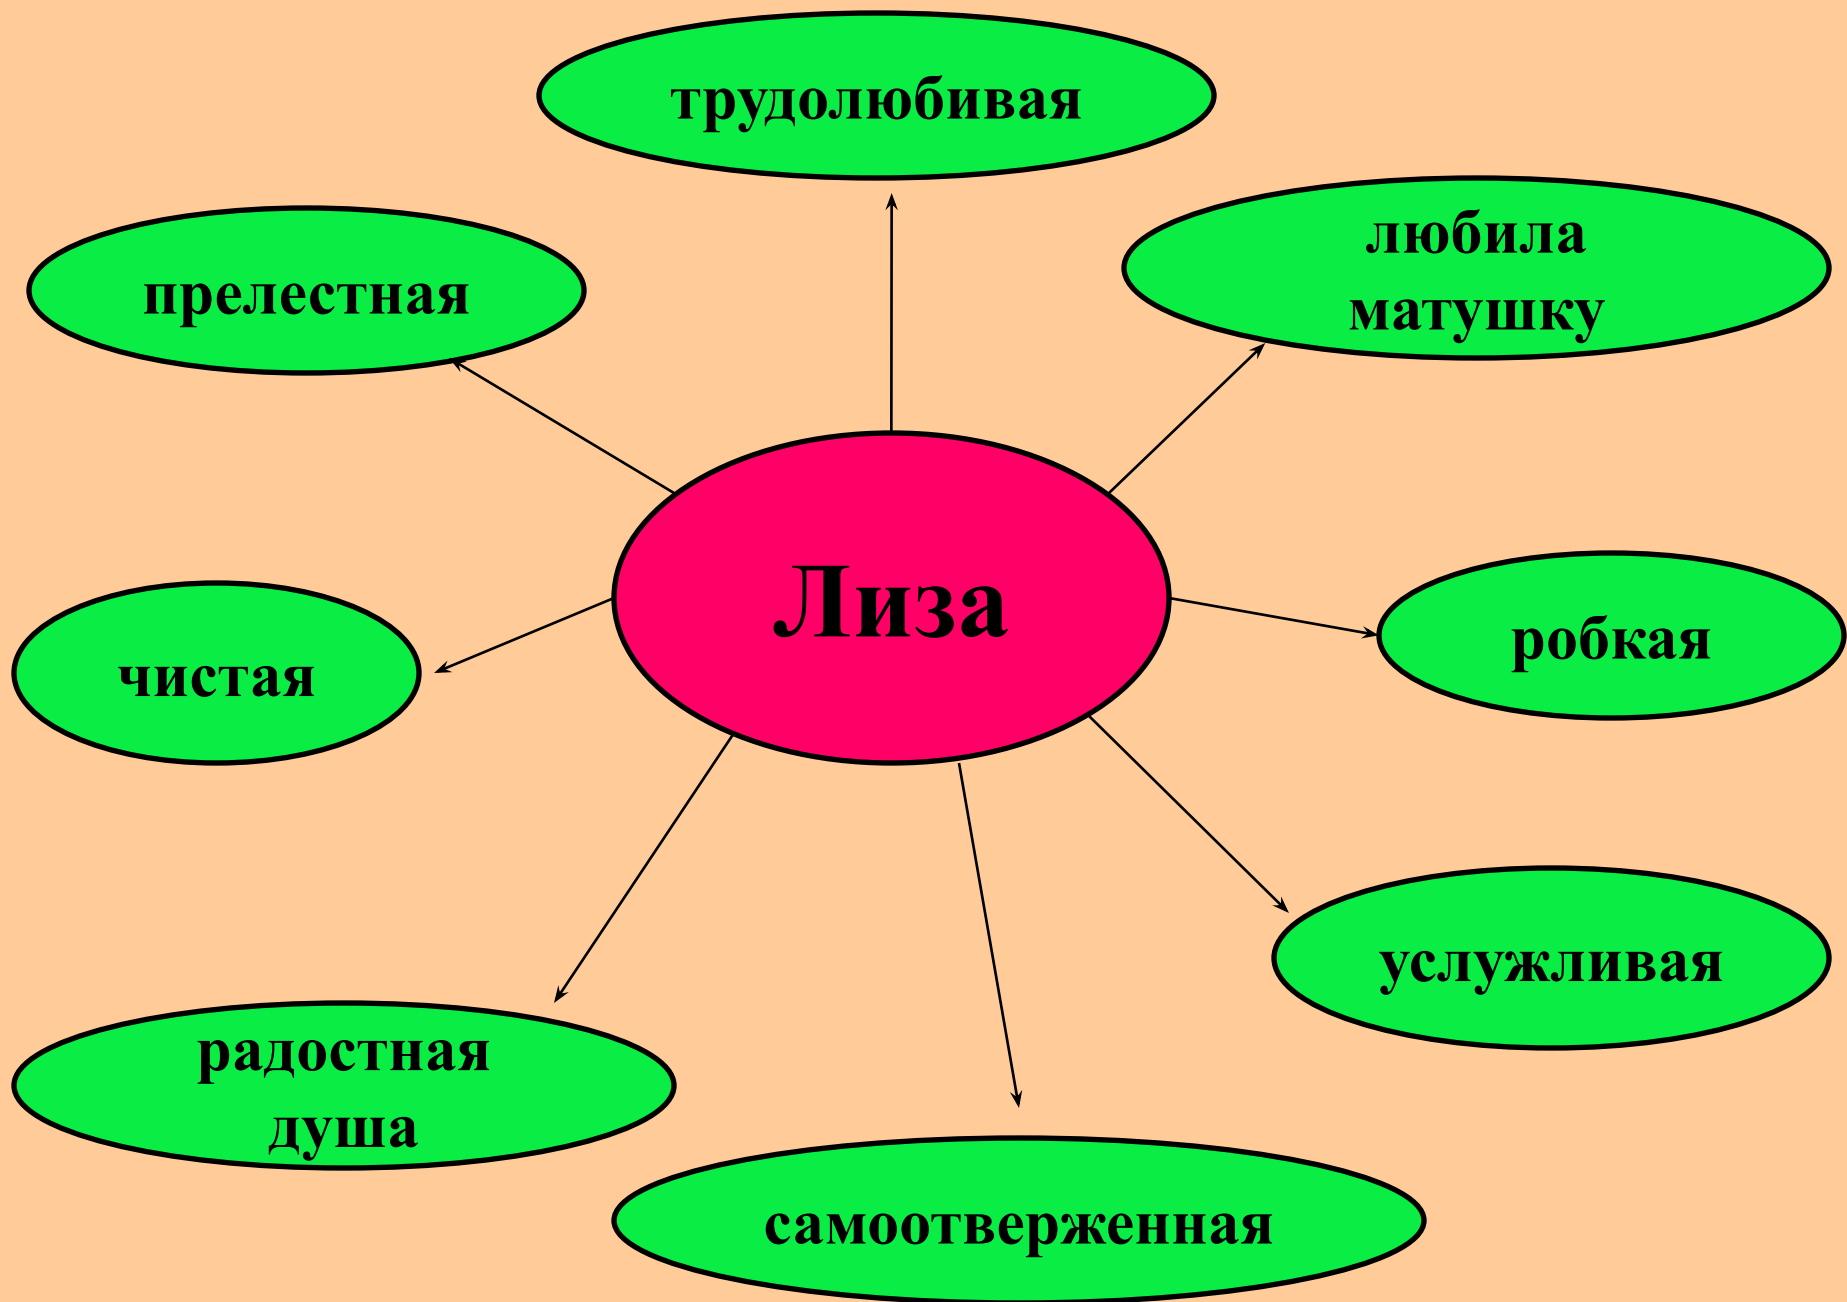 трудолюбивая
любила
матушку
прелестная
Лиза
робкая
чистая
услужливая
радостная
душа
самоотверженная